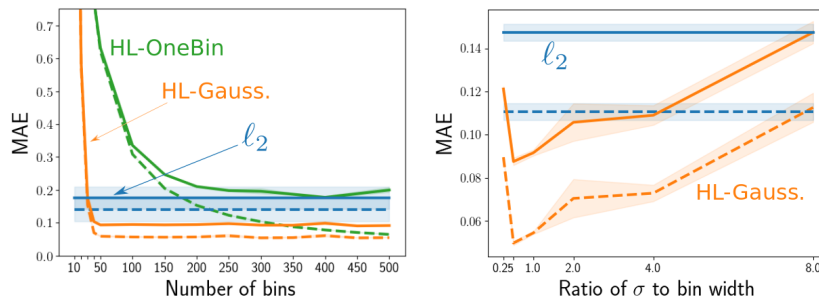 0.7
0.6
0.5
0.4
0.3
0.2
0.1
0.0
MAE
HL-OneBin
HL-Gauss.
ℓ₂
10 50 100 150 200 250 300 350 400 450 500
Number of bins
0.14
0.12
0.10
0.08
0.06
MAE
ℓ₂
HL-Gauss.
0.25 1.0 2.0 4.0 8.0
Ratio of σ to bin width